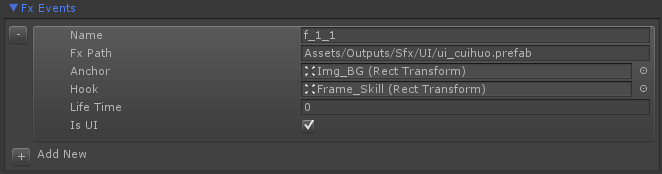 Fx Events
Name f_1_1
Fx Path Assets/Outputs/Sfx/UI/ui_cuihuo.prefab
Anchor Img_BG (Rect Transform)
Hook Frame_Skill (Rect Transform)
Life Time 0
Is UI
Add New